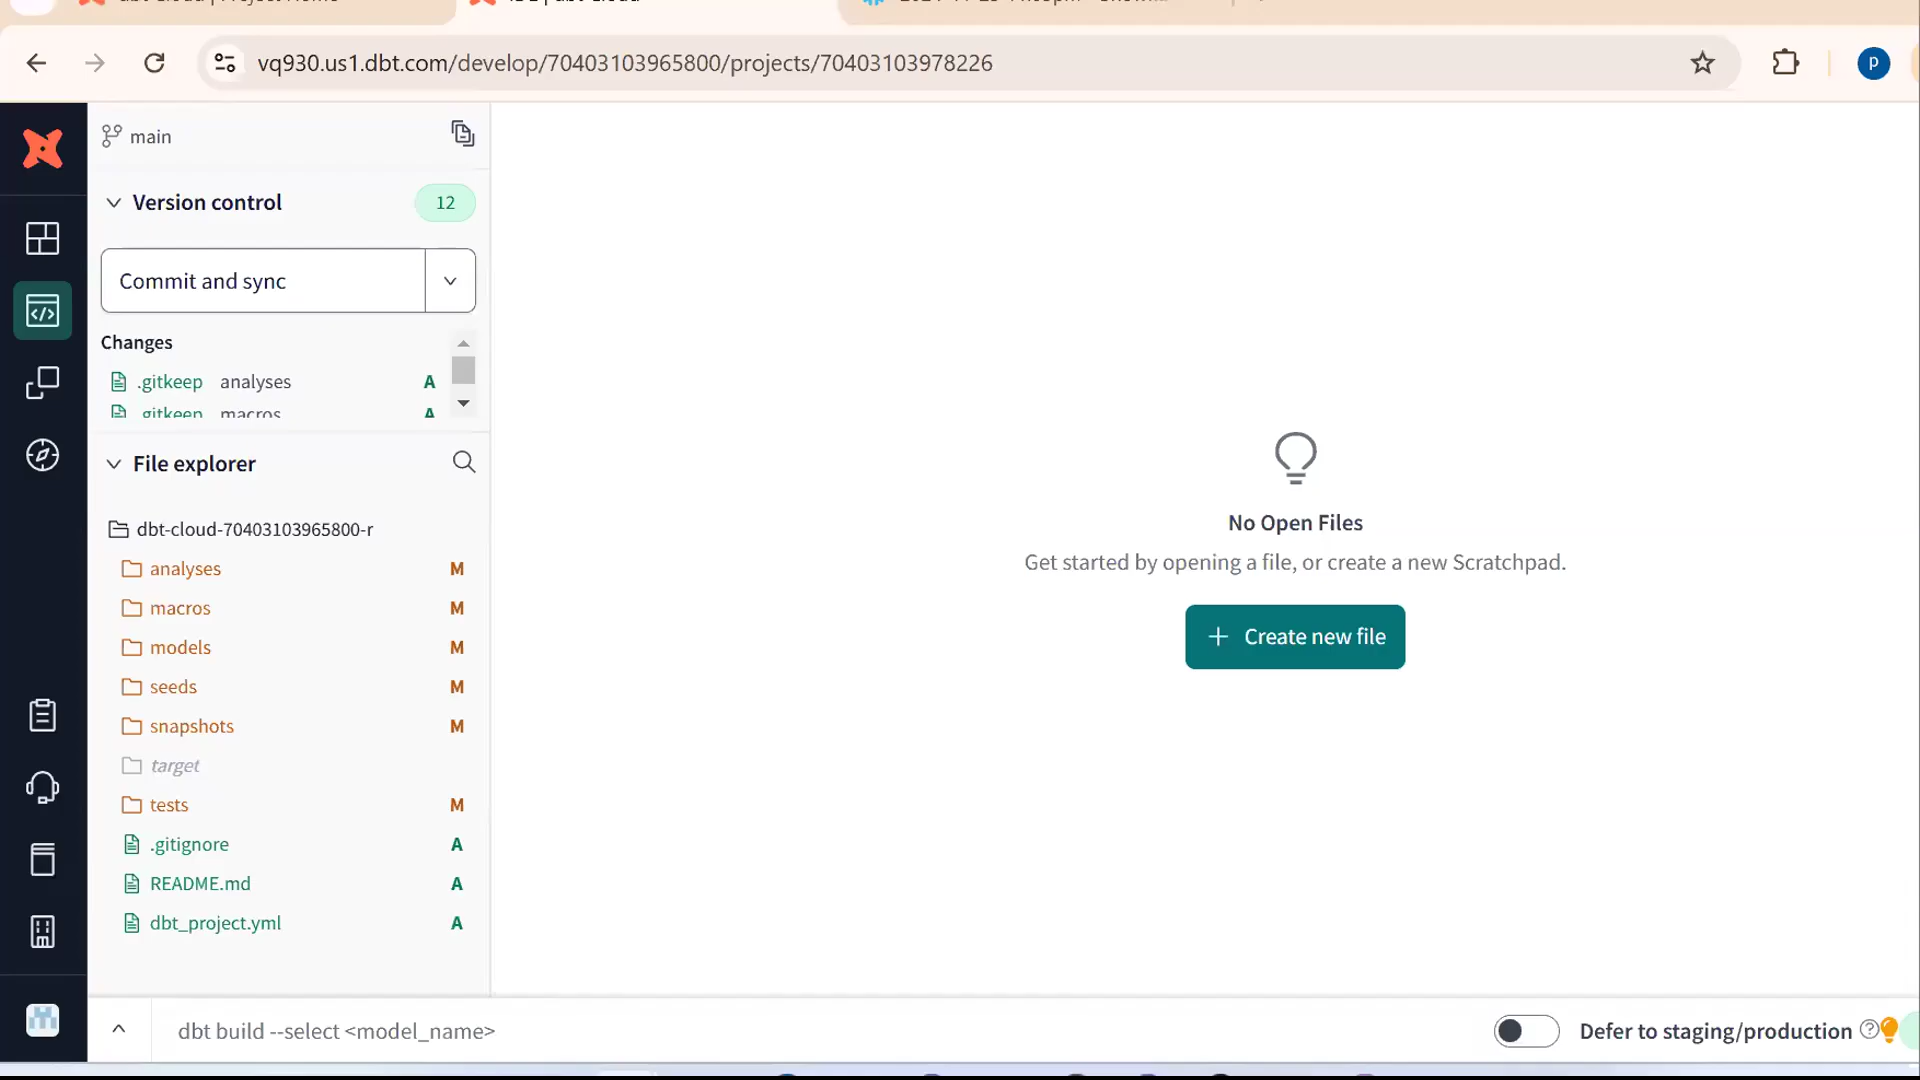 vq930.us1.dbt.com/develop/70403103965800/projects/70403103978226
p
main
Version control
12
Commit and sync
Changes
.gitkeep analyses A
.gitkeep macros A
File explorer
dbt-cloud-70403103965800-r
analyses M
macros M
models M
seeds M
snapshots M
target
tests M
.gitignore A
README.md A
dbt_project.yml A
No Open Files
Get started by opening a file, or create a new Scratchpad.
+ Create new file
dbt build --select <model_name>
Defer to staging/production